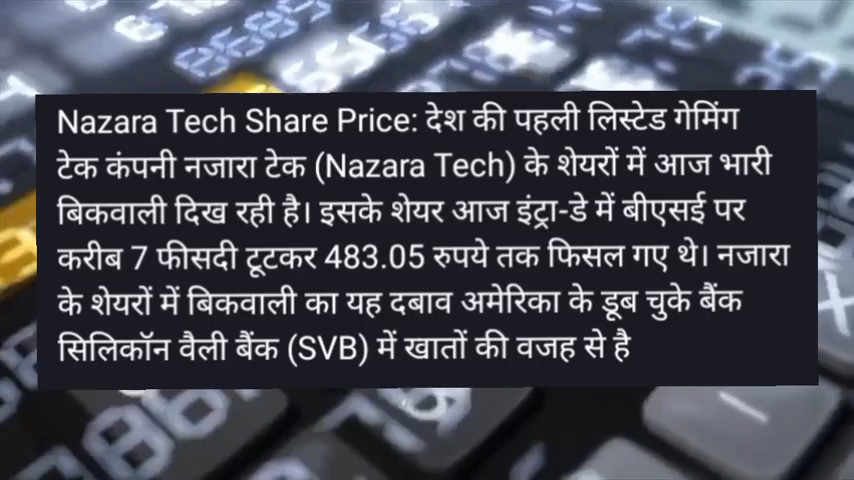 Nazara Tech Share Price: देश की पहली लिस्टेड गेमिंग
टेक कंपनी नजारा टेक (Nazara Tech) के शेयरों में आज भारी
बिकवाली दिख रही है। इसके शेयर आज इंट्रा-डे में बीएसई पर
करीब 7 फीसदी टूटकर 483.05 रुपये तक फिसल गए थे। नजारा
के शेयरों में बिकवाली का यह दबाव अमेरिका के डूब चुके बैंक
सिलिकॉन वैली बैंक (SVB) में खातों की वजह से है